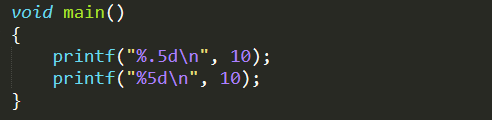 void main()
{
    printf("%.5d\n", 10);
    printf("%5d\n", 10);
}